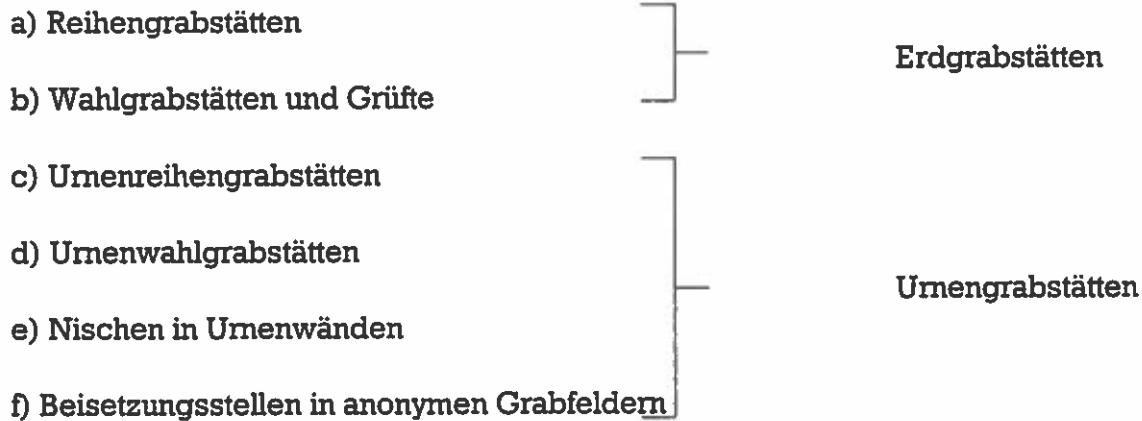 a) Reihengrabstätten
Erdgrabstätten
b) Wahlgrabstätten und Grüfte
c) Urnenreihengrabstätten
d) Urnenwahlgrabstätten
Urnengrabstätten
e) Nischen in Urnenwänden
f) Beisetzungsstellen in anonymen Grabfeldern